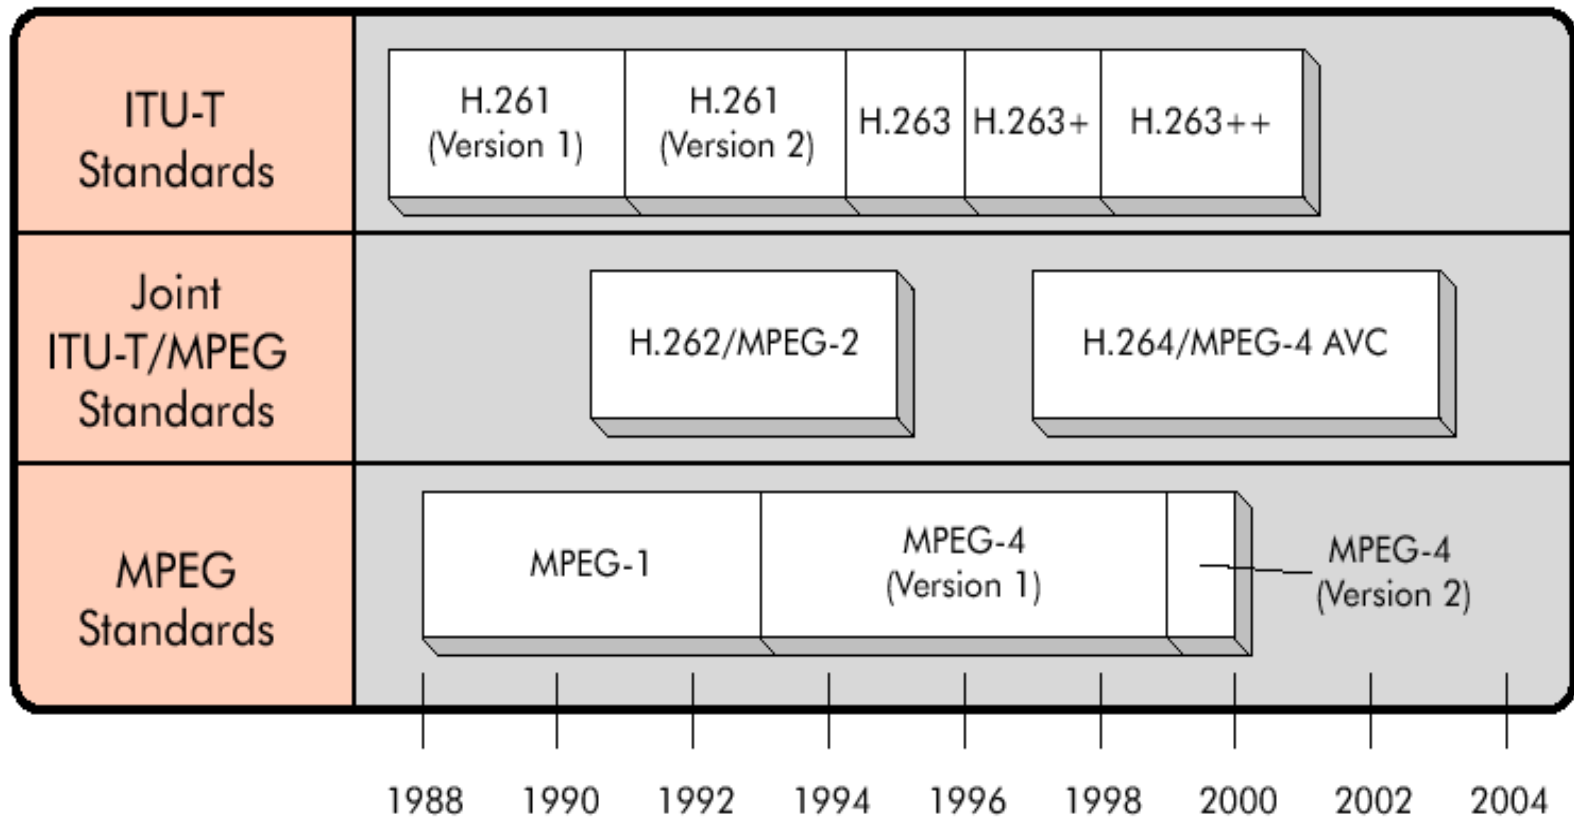 ITU-T
Standards
H.261
(Version 1)
H.261
(Version 2)
H.263
H.263+
H.263++
Joint
ITU-T/MPEG
Standards
H.262/MPEG-2
H.264/MPEG-4 AVC
MPEG
Standards
MPEG-1
MPEG-4
(Version 1)
MPEG-4
(Version 2)
1988
1990
1992
1994
1996
1998
2000
2002
2004